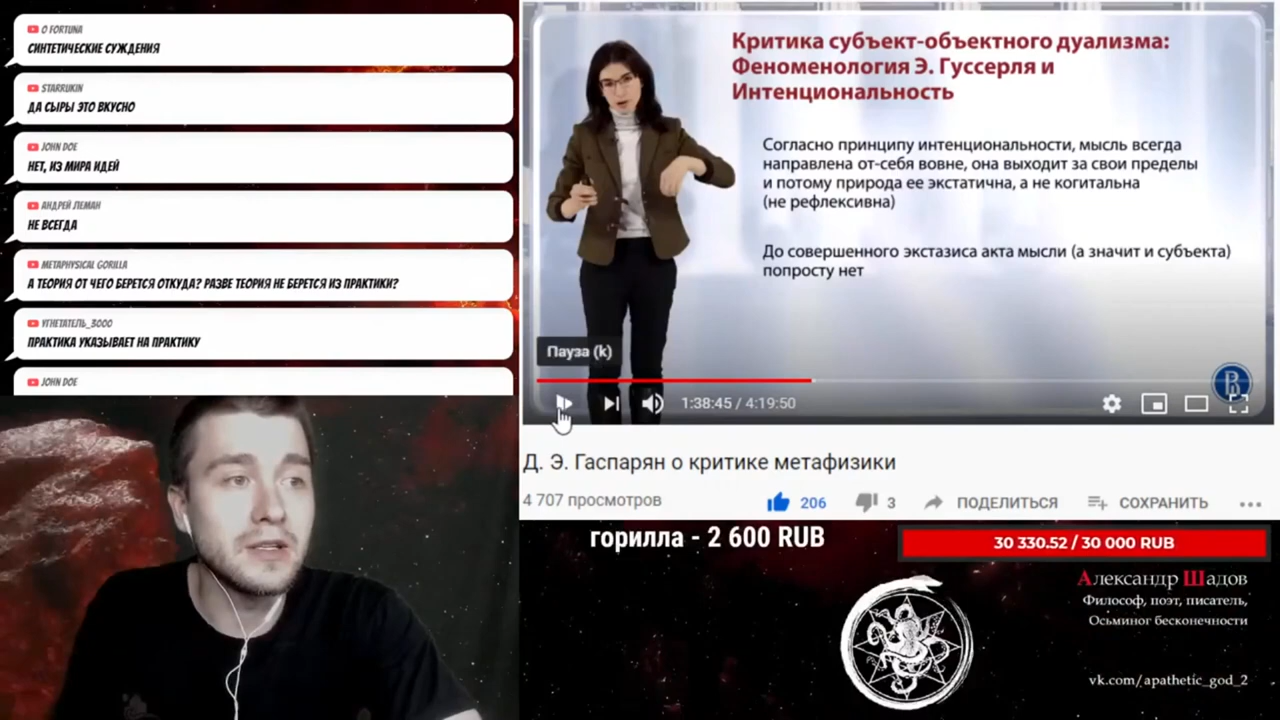 O FORTUNA
СИНТЕТИЧЕСКИЕ СУЖДЕНИЯ
STARRUKIN
ДА СЫРЫ ЭТО ВКУСНО
JOHN DOE
НЕТ, ИЗ МИРА ИДЕЙ
АНДРЕЙ ЛЕМАН
НЕ ВСЕГДА
METAPHYSICAL GORILLA
А ТЕОРИЯ ОТ ЧЕГО БЕРЕТСЯ ОТКУДА? РАЗВЕ ТЕОРИЯ НЕ БЕРЕТСЯ ИЗ ПРАКТИКИ?
УГНЕТАТЕЛЬ_3000
ПРАКТИКА УКАЗЫВАЕТ НА ПРАКТИКУ
JOHN DOE
Критика субъект-объектного дуализма:
Феноменология Э. Гуссерля и
Интенциональность
Согласно принципу интенциональности, мысль всегда
направлена от-себя вовне, она выходит за свои пределы
и потому природа ее экстатична, а не когитальна
(не рефлексивна)
До совершенного экстазиса акта мысли (а значит и субъекта)
попросту нет
Пауза (k)
1:38:45 / 4:19:50
Д. Э. Гаспарян о критике метафизики
4 707 просмотров
206
3
ПОДЕЛИТЬСЯ
СОХРАНИТЬ
горилла - 2 600 RUB
30 330.52 / 30 000 RUB
Александр Шадов
Философ, поэт, писатель,
Осьминог бесконечности
vk.com/apathetic_god_2